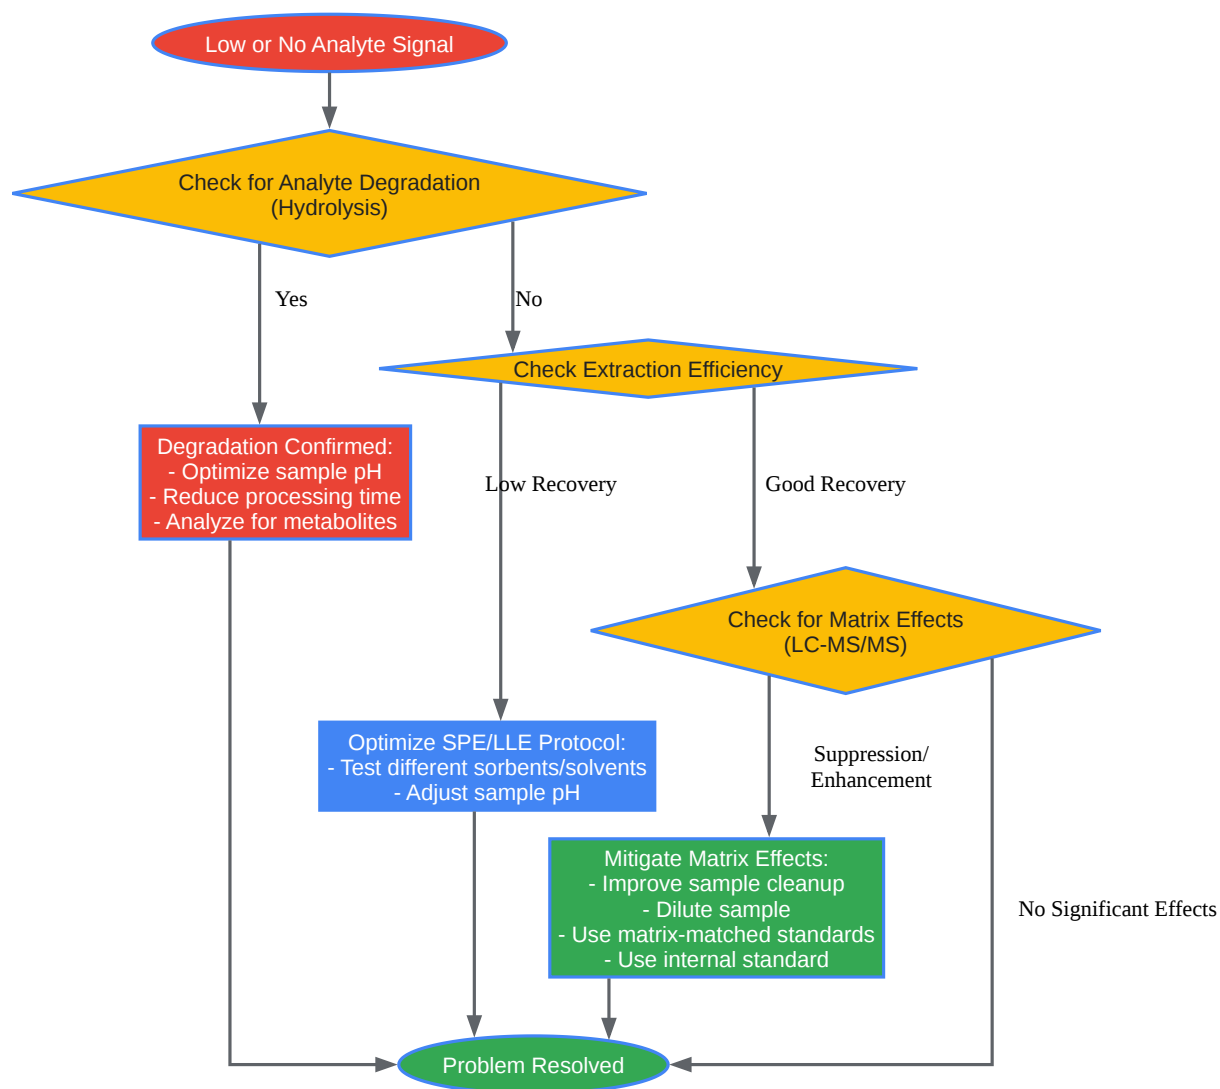 Low or No Analyte Signal
Check for Analyte Degradation
(Hydrolysis)
Yes
No
Check Extraction Efficiency
Degradation Confirmed:
- Optimize sample pH
- Reduce processing time
- Analyze for metabolites
Low Recovery
Good Recovery
Check for Matrix Effects
(LC-MS/MS)
Optimize SPE/LLE Protocol:
- Test different sorbents/solvents
- Adjust sample pH
Suppression/
Enhancement
Mitigate Matrix Effects:
- Improve sample cleanup
- Dilute sample
- Use matrix-matched standards
- Use internal standard
No Significant Effects
Problem Resolved